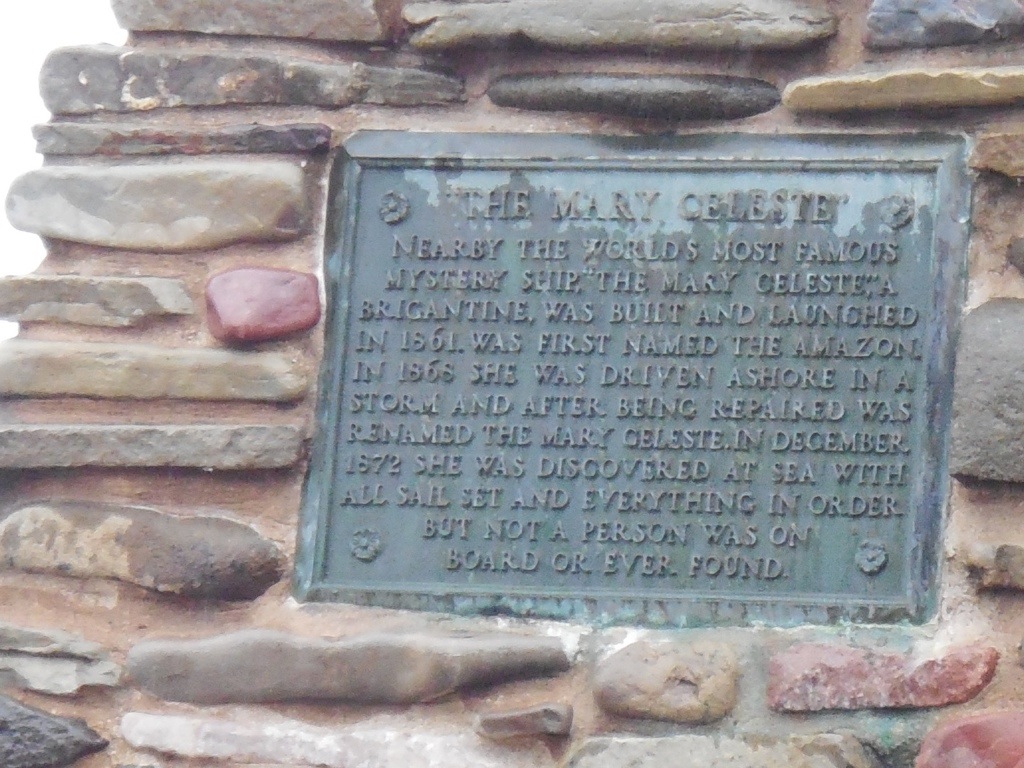 "THE MARY CELESTE"
NEARBY THE WORLD'S MOST FAMOUS
MYSTERY SHIP, "THE MARY CELESTE," A
BRIGANTINE, WAS BUILT AND LAUNCHED
IN 1861. WAS FIRST NAMED THE AMAZON.
IN 1868 SHE WAS DRIVEN ASHORE IN A
STORM AND AFTER BEING REPAIRED WAS
RENAMED THE MARY CELESTE. IN DECEMBER
1872 SHE WAS DISCOVERED AT SEA WITH
ALL SAIL SET AND EVERYTHING IN ORDER
BUT NOT A PERSON WAS ON
BOARD OR EVER FOUND.